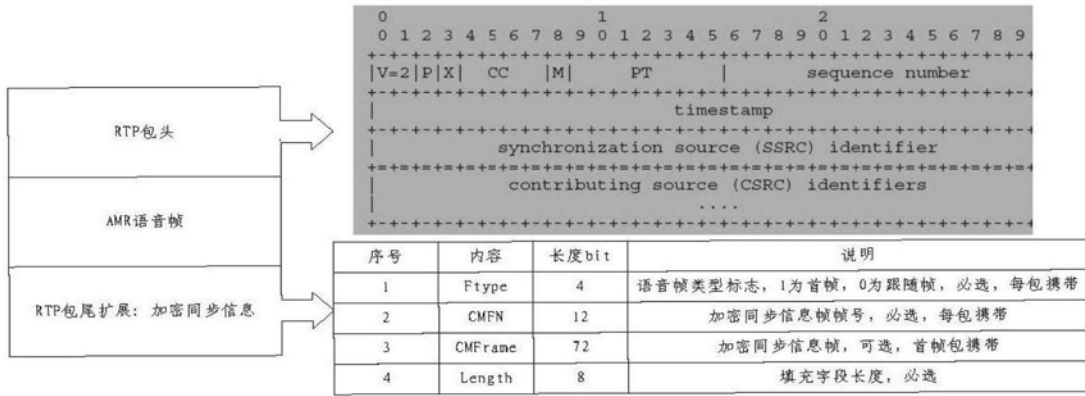 0 1 2
0 1 2 3 4 5 6 7 8 9 0 1 2 3 4 5 6 7 8 9 0 1 2 3 4 5 6 7 8 9
+-+-+-+-+-+-+-+-+-+-+-+-+-+-+-+-+-+-+-+-+-+-+-+-+-+-+-+-+-+-+
|V=2|P|X| CC |M| PT | sequence number
+-+-+-+-+-+-+-+-+-+-+-+-+-+-+-+-+-+-+-+-+-+-+-+-+-+-+-+-+-+-+
| timestamp
+-+-+-+-+-+-+-+-+-+-+-+-+-+-+-+-+-+-+-+-+-+-+-+-+-+-+-+-+-+-+
| synchronization source (SSRC) identifier
+=+=+=+=+=+=+=+=+=+=+=+=+=+=+=+=+=+=+=+=+=+=+=+=+=+=+=+=+=+=+
| contributing source (CSRC) identifiers
| ....
+-+-+-+-+-+-+-+-+-+-+-+-+-+-+-+-+-+-+-+-+-+-+-+-+-+-+-+-+-+-+
RTP包头
AMR语音帧
RTP包尾扩展：加密同步信息
序号 内容 长度bit 说明
1 Ftype 4 语音帧类型标志，1为首帧，0为跟随帧，必选，每包携带
2 CMFN 12 加密同步信息帧帧号，必选，每包携带
3 CMFrame 72 加密同步信息帧，可选，首帧包携带
4 Length 8 填充字段长度，必选